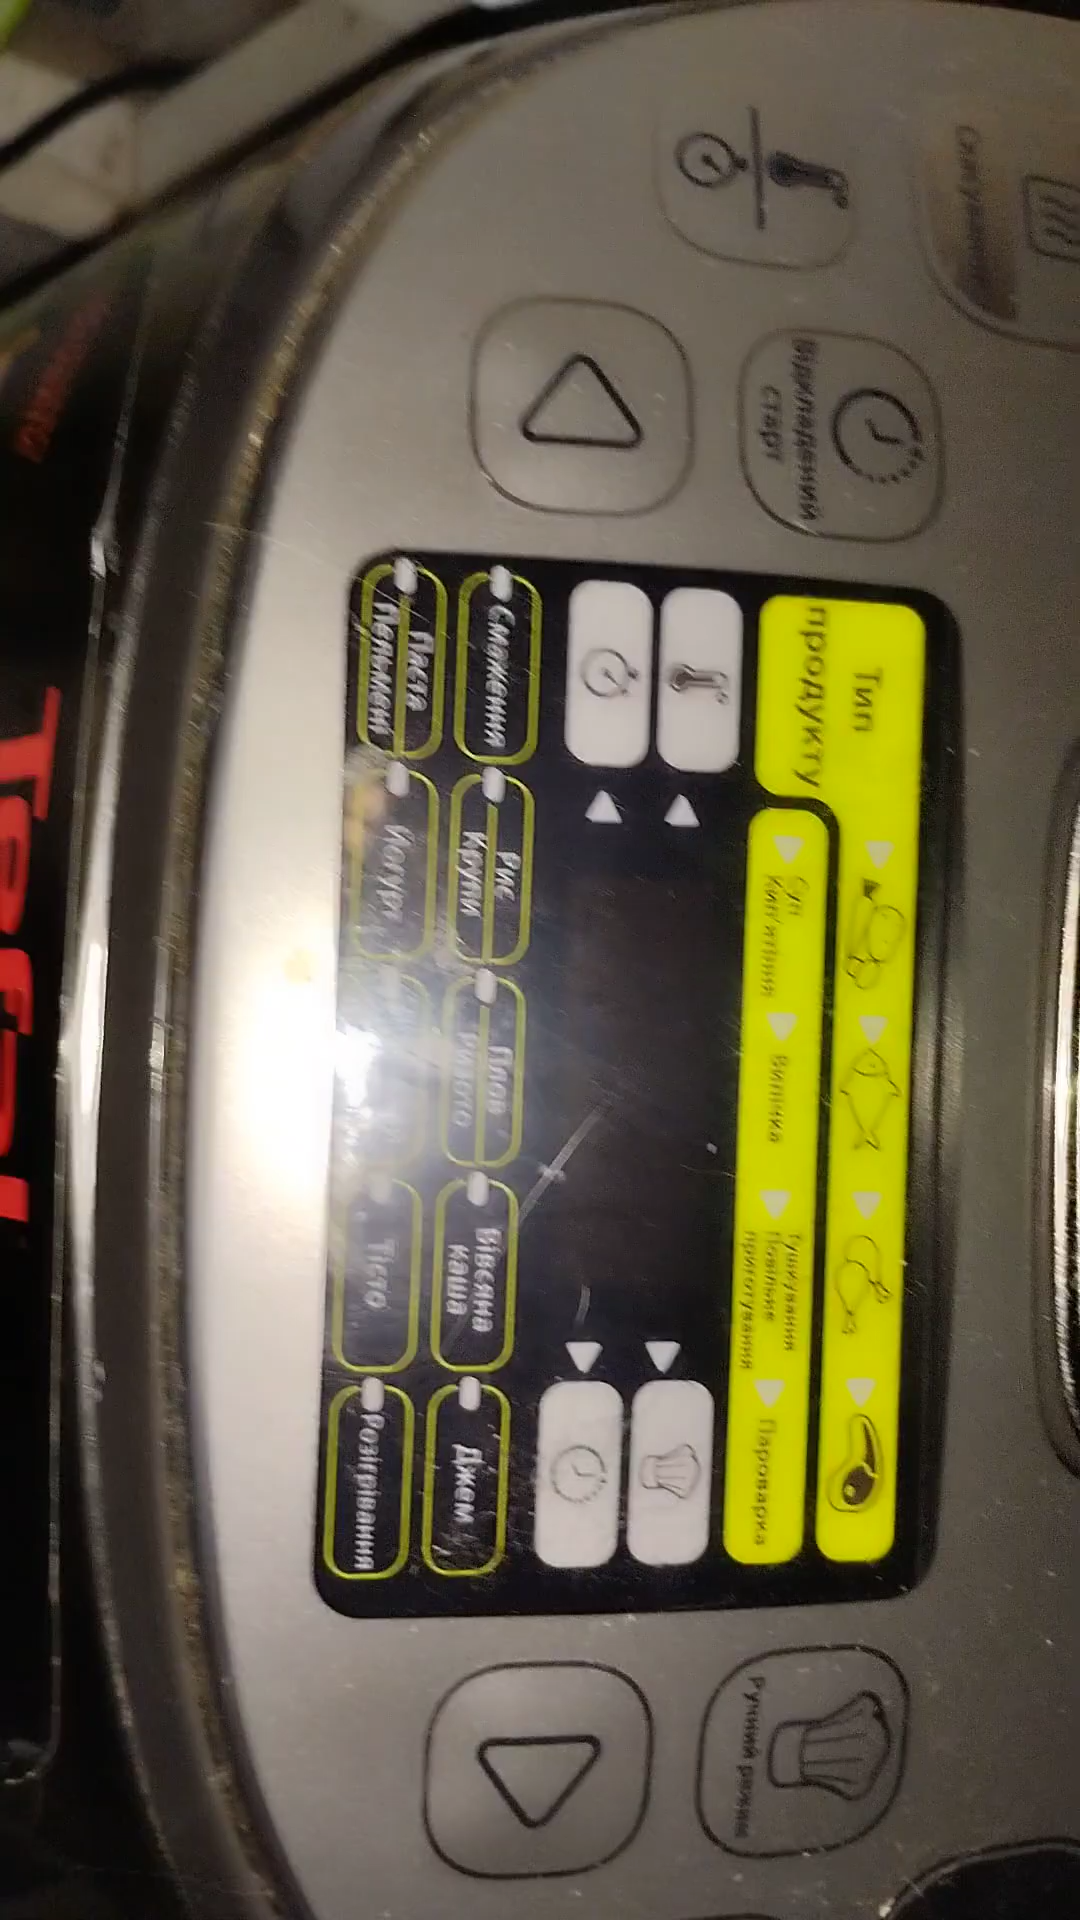 Тип
продукту
Суп
Кип'ятіння
Випічка
Тушкування
Повільне
приготування
Пароварка
Відкладений
старт
Ручний режим
Смаження
Рис
Крупи
Плов
Ризото
Вівсяна
каша
Джем
Паста
Пельмені
Йогурт
Тісто
Розігрівання
Tefal